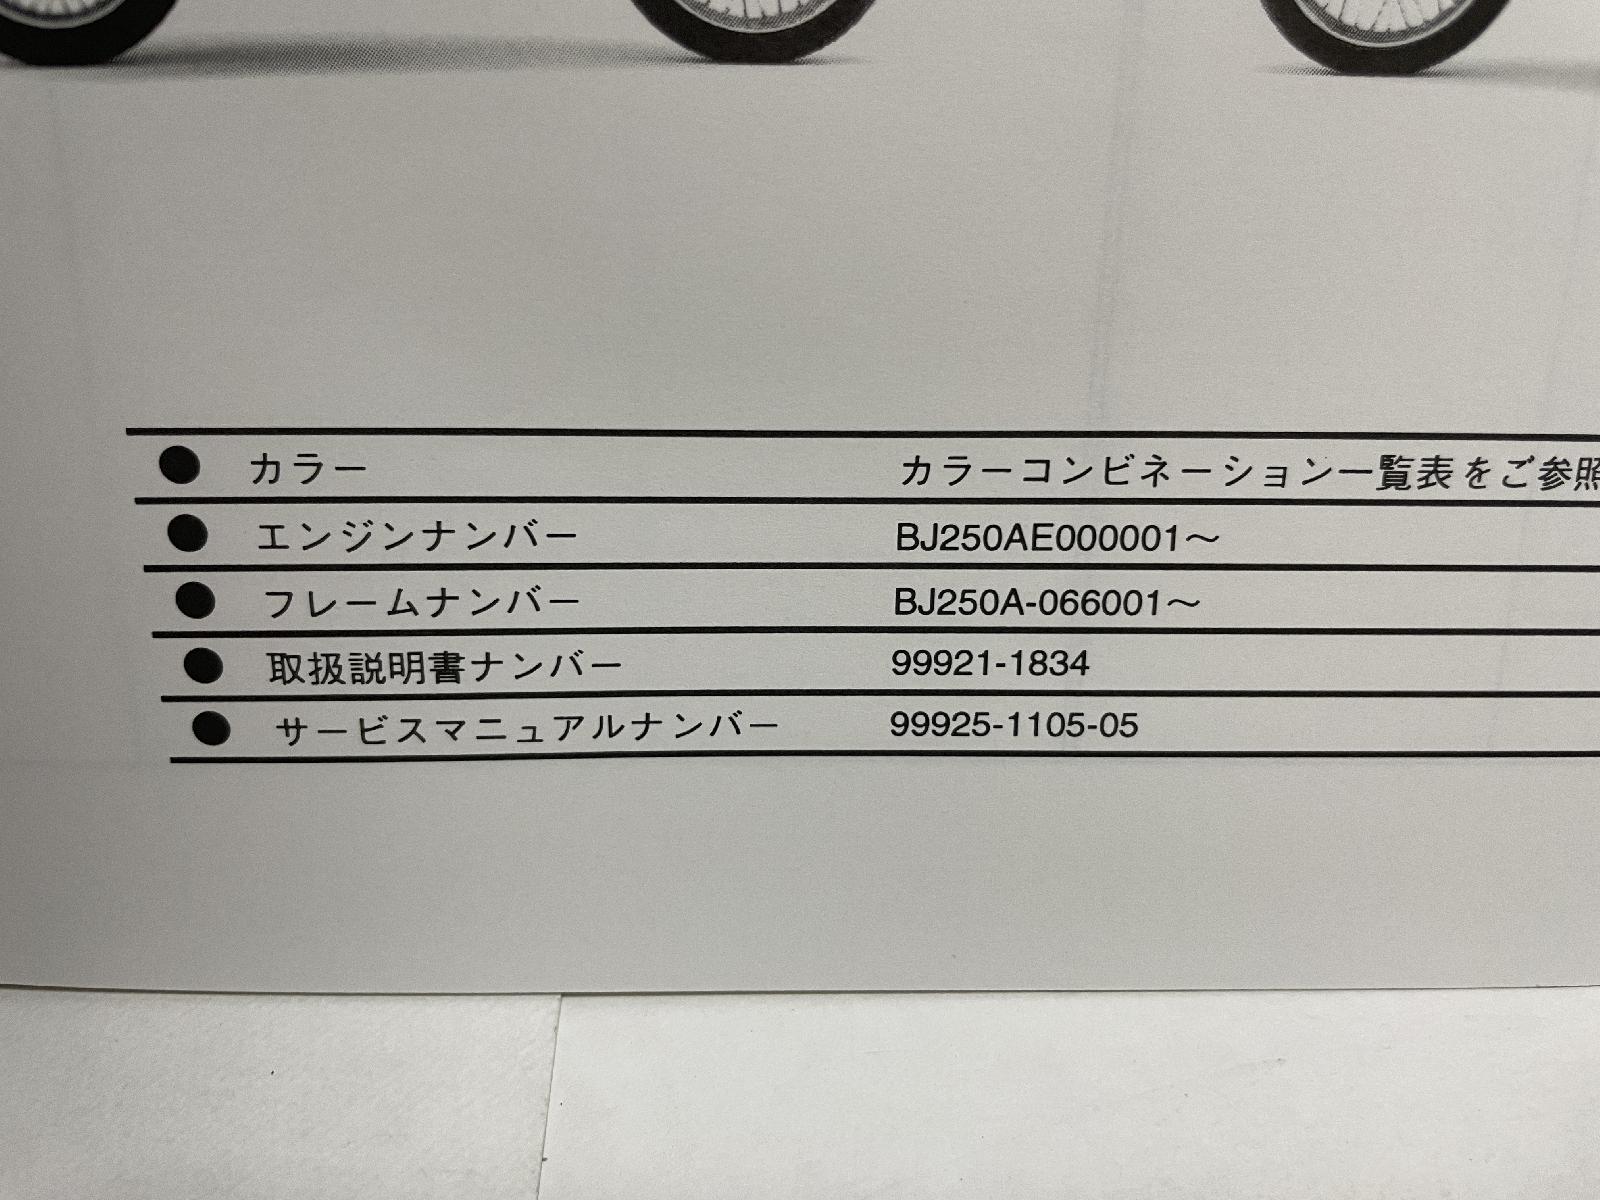 ● カラー カラーコンビネーション一覧表をご参照
● エンジンナンバー BJ250AE000001～
● フレームナンバー BJ250A-066001～
● 取扱説明書ナンバー 99921-1834
● サービスマニュアルナンバー 99925-1105-05